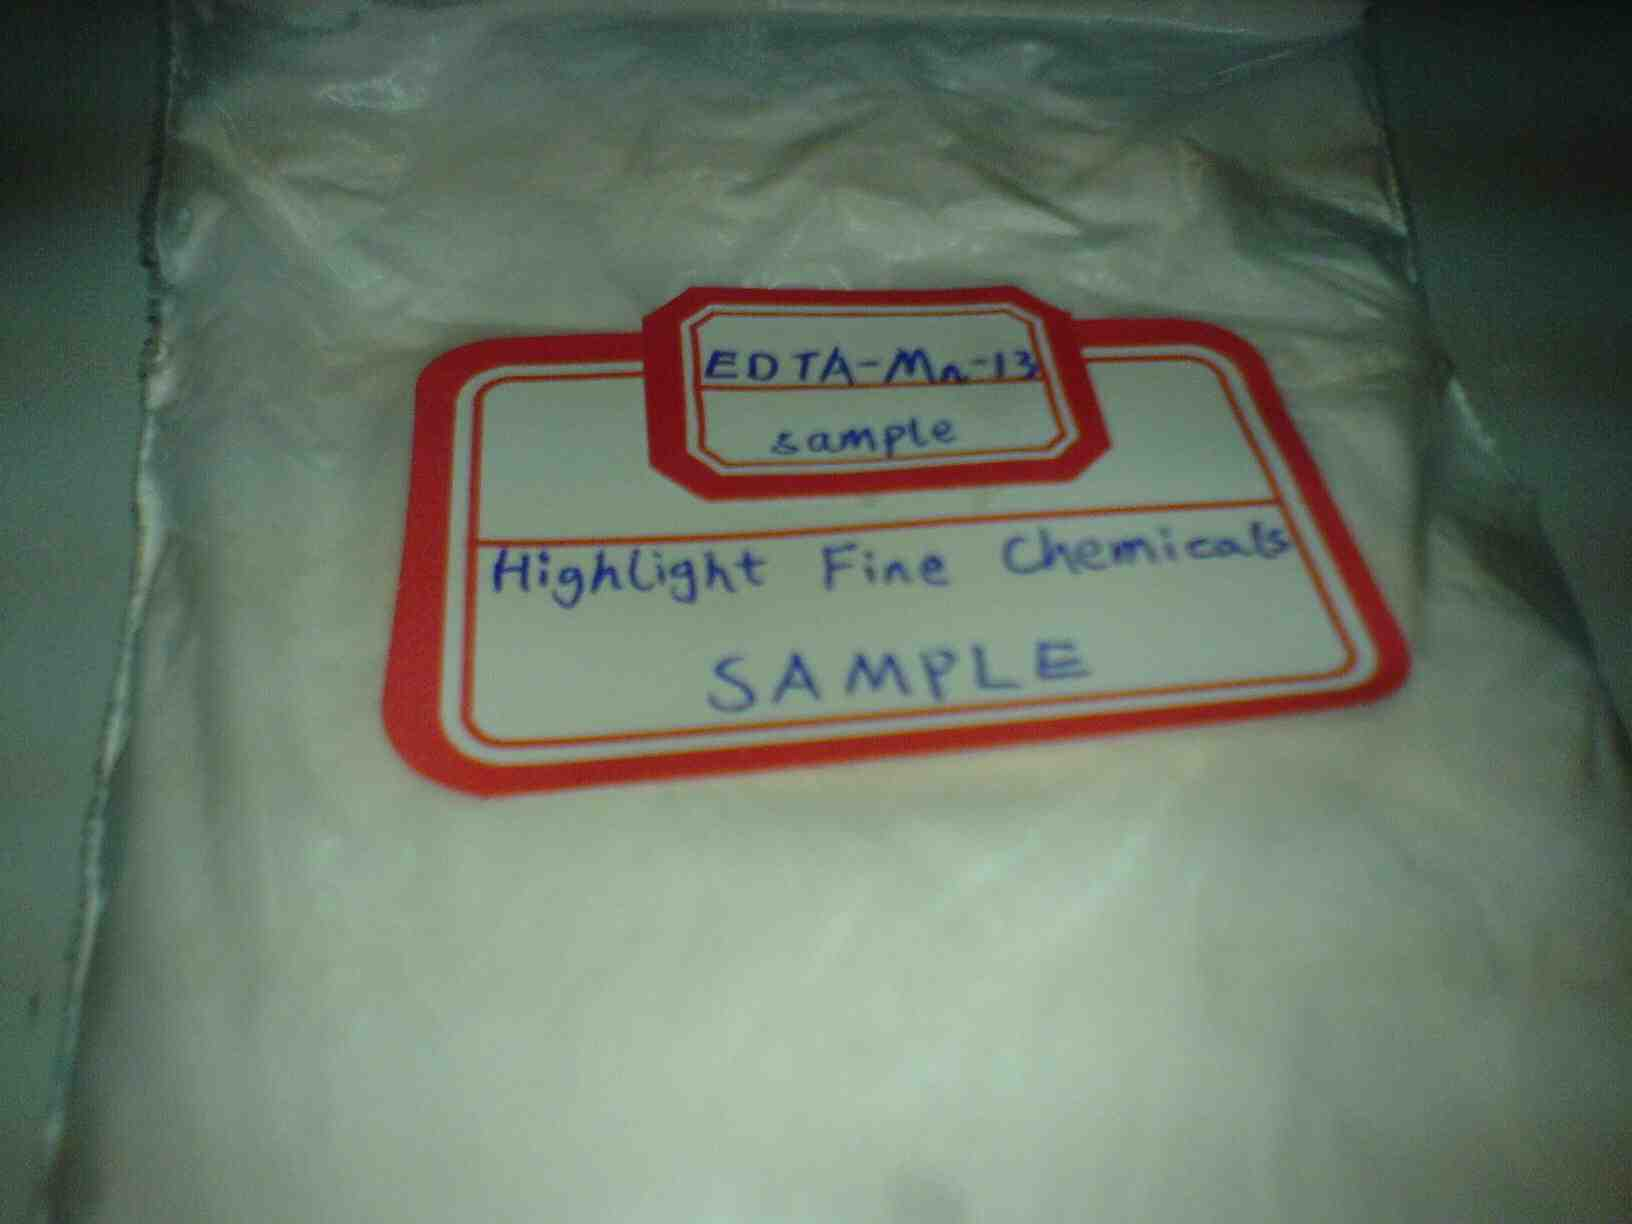 EDTA-Mn-13
sample
Highlight Fine Chemicals
SAMPLE